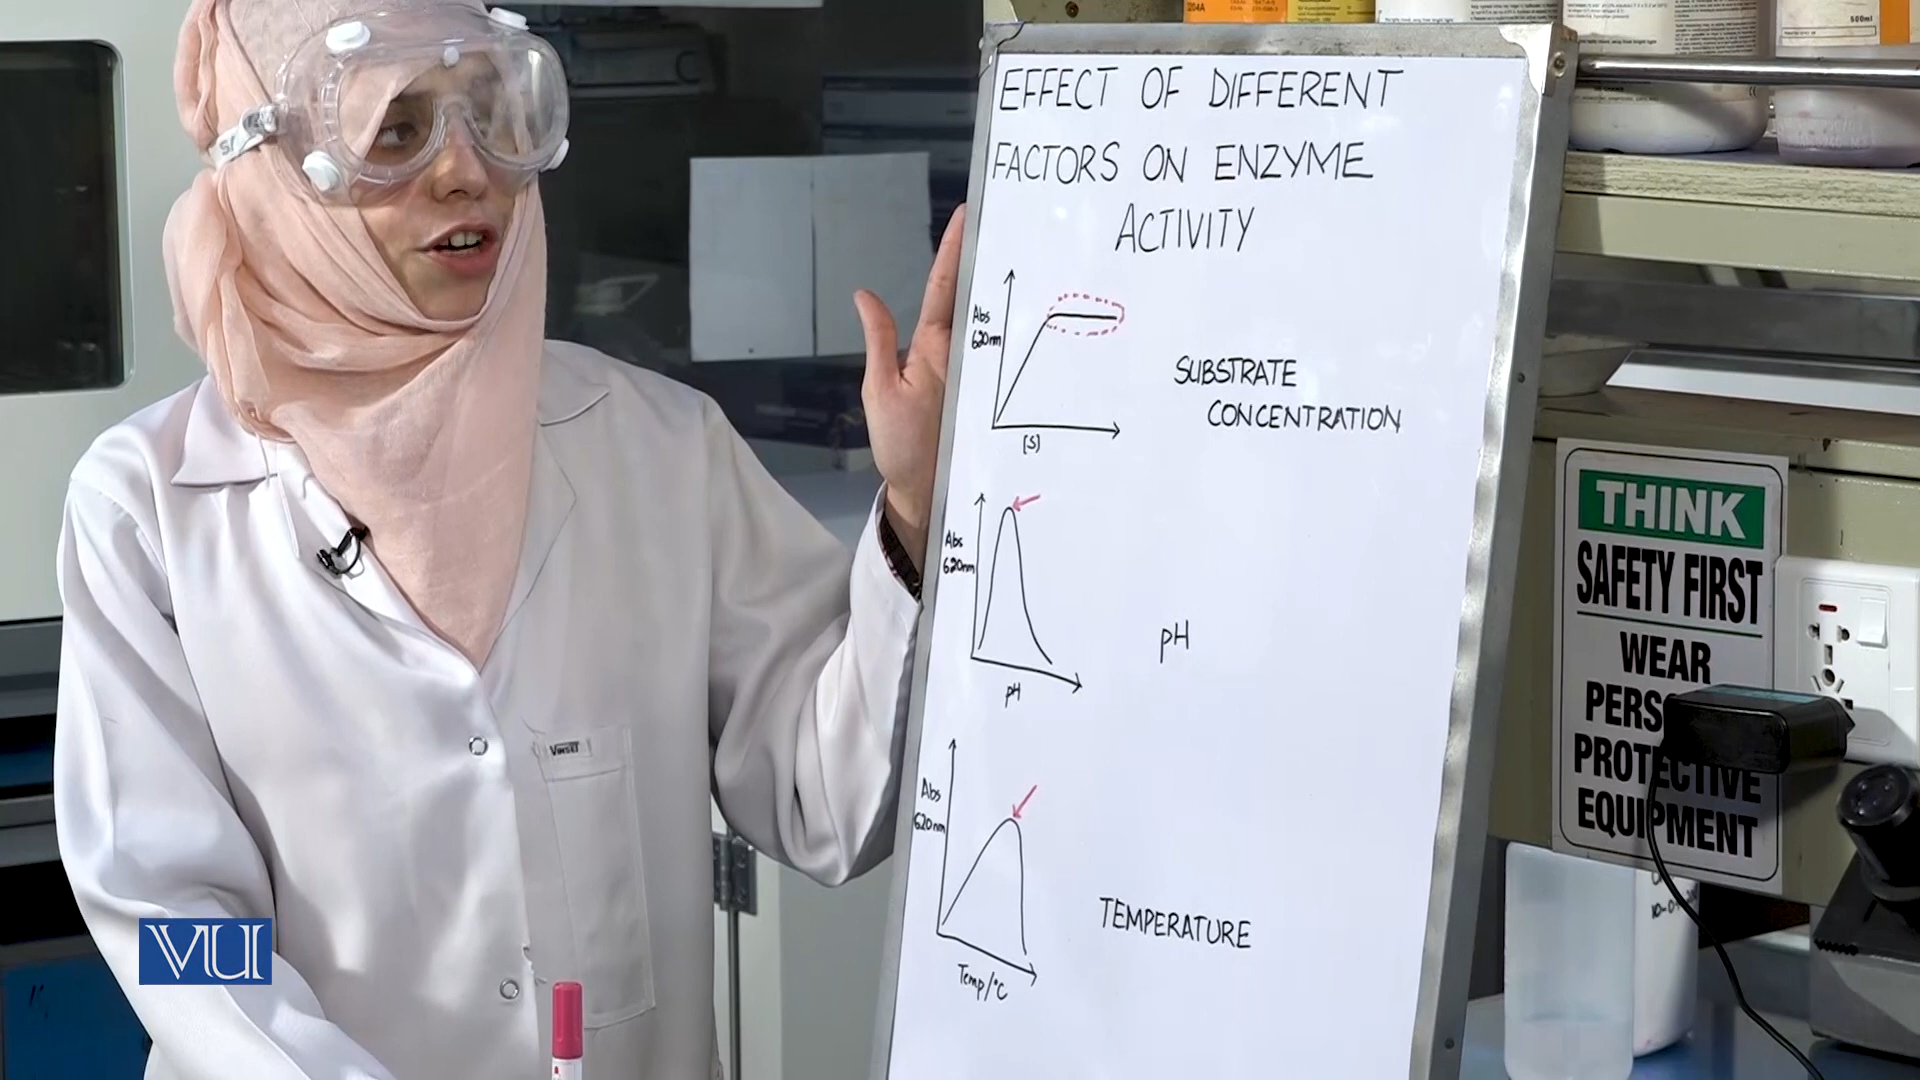 EFFECT OF DIFFERENT
FACTORS ON ENZYME
ACTIVITY
Abs
620nm
[S]
SUBSTRATE
CONCENTRATION
Abs
620nm
pH
pH
Abs
620nm
Temp/°C
TEMPERATURE
THINK
SAFETY FIRST
WEAR
PROTECTIVE
EQUIPMENT
VU
500ml